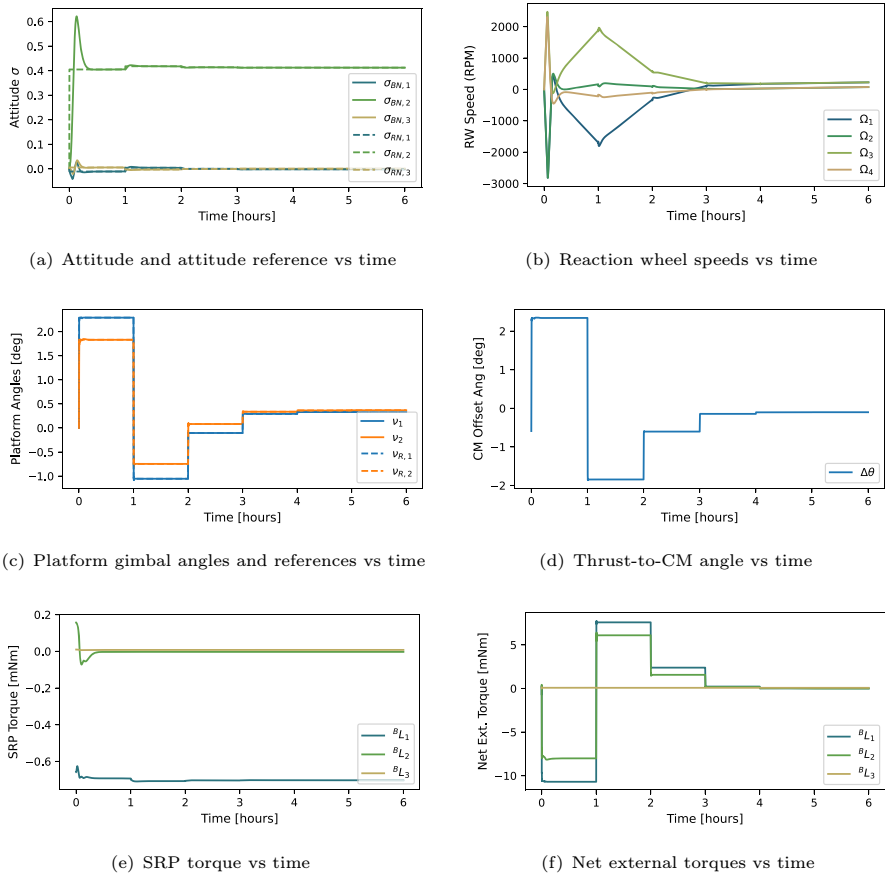 0.6
0.5
0.4
0.3
0.2
0.1
0.0
Attitude σ
σBN,1
σBN,2
σBN,3
σRN,1
σRN,2
σRN,3
0 1 2 3 4 5 6
Time [hours]
(a) Attitude and attitude reference vs time
2000
1000
0
−1000
−2000
−3000
RW Speed (RPM)
Ω1
Ω2
Ω3
Ω4
0 1 2 3 4 5 6
Time [hours]
(b) Reaction wheel speeds vs time
2.0
1.5
1.0
0.5
0.0
−0.5
−1.0
Platform Angles [deg]
ν1
ν2
νR,1
νR,2
0 1 2 3 4 5 6
Time [hours]
(c) Platform gimbal angles and references vs time
2
1
0
−1
−2
CM Offset Ang [deg]
Δθ
0 1 2 3 4 5 6
Time [hours]
(d) Thrust-to-CM angle vs time
0.2
0.0
−0.2
−0.4
−0.6
SRP Torque [mNm]
BL1
BL2
BL3
0 1 2 3 4 5 6
Time [hours]
(e) SRP torque vs time
5
0
−5
−10
Net Ext. Torque [mNm]
BL1
BL2
BL3
0 1 2 3 4 5 6
Time [hours]
(f) Net external torques vs time